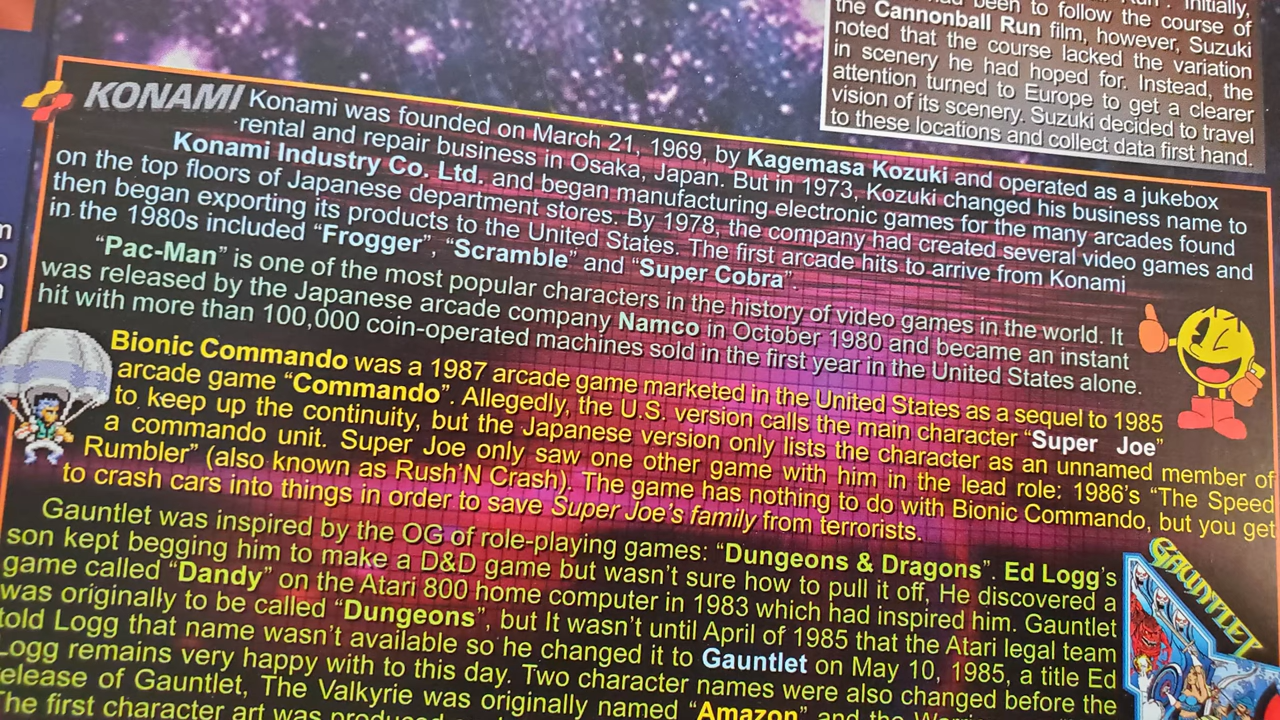 Run". Initially,
had been to follow the course of
the Cannonball Run film, however, Suzuki
noted that the course lacked the variation
in scenery he had hoped for. Instead, the
attention turned to Europe to get a clearer
vision of its scenery. Suzuki decided to travel
to these locations and collect data first hand.
KONAMI Konami was founded on March 21, 1969, by Kagemasa Kozuki and operated as a jukebox
rental and repair business in Osaka, Japan. But in 1973, Kozuki changed his business name to
Konami Industry Co. Ltd. and began manufacturing electronic games for the many arcades found
on the top floors of Japanese department stores. By 1978, the company had created several video games and
then began exporting its products to the United States. The first arcade hits to arrive from Konami
in the 1980s included “Frogger”, “Scramble” and “Super Cobra”.
“Pac-Man” is one of the most popular characters in the history of video games in the world. It
was released by the Japanese arcade company Namco in October 1980 and became an instant
hit with more than 100,000 coin-operated machines sold in the first year in the United States alone.
Bionic Commando was a 1987 arcade game marketed in the United States as a sequel to 1985
arcade game “Commando”. Allegedly, the U.S. version calls the main character “Super Joe”
to keep up the continuity, but the Japanese version only lists the character as an unnamed member of
a commando unit. Super Joe only saw one other game with him in the lead role: 1986’s “The Speed
Rumbler” (also known as Rush’N Crash). The game has nothing to do with Bionic Commando, but you get
to crash cars into things in order to save Super Joe’s family from terrorists.
Gauntlet was inspired by the OG of role-playing games: “Dungeons & Dragons”. Ed Logg’s
son kept begging him to make a D&D game but wasn’t sure how to pull it off, He discovered a
game called “Dandy” on the Atari 800 home computer in 1983 which had inspired him. Gauntlet
was originally to be called “Dungeons”, but It wasn’t until April of 1985 that the Atari legal team
told Logg that name wasn’t available so he changed it to Gauntlet on May 10, 1985, a title Ed
Logg remains very happy with to this day. Two character names were also changed before the
release of Gauntlet, The Valkyrie was originally named “Amazon” and the
The first character art was produced
GAUNTLET